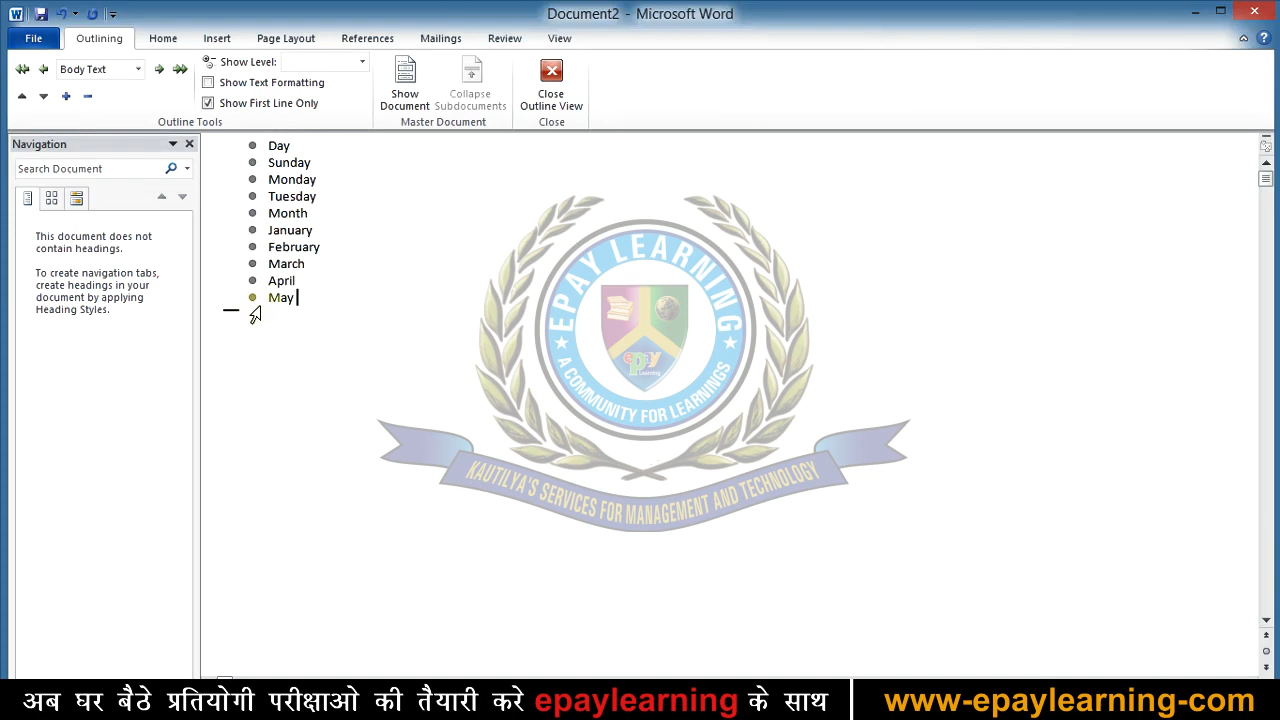 Document2 - Microsoft Word
File Outlining Home Insert Page Layout References Mailings Review View
Body Text
Show Level:
Show Text Formatting
Show First Line Only
Outline Tools
Show Document
Collapse Subdocuments
Master Document
Close Outline View
Close
Navigation
Search Document
This document does not
contain headings.
To create navigation tabs,
create headings in your
document by applying
Heading Styles.
Day
Sunday
Monday
Tuesday
Month
January
February
March
April
May
EPAY LEARNING
epay
Learning
A COMMUNITY FOR LEARNINGS
KAUTILYA'S SERVICES FOR MANAGEMENT AND TECHNOLOGY
अब घर बैठे प्रतियोगी परीक्षाओ की तैयारी करे epaylearning के साथ
www-epaylearning-com